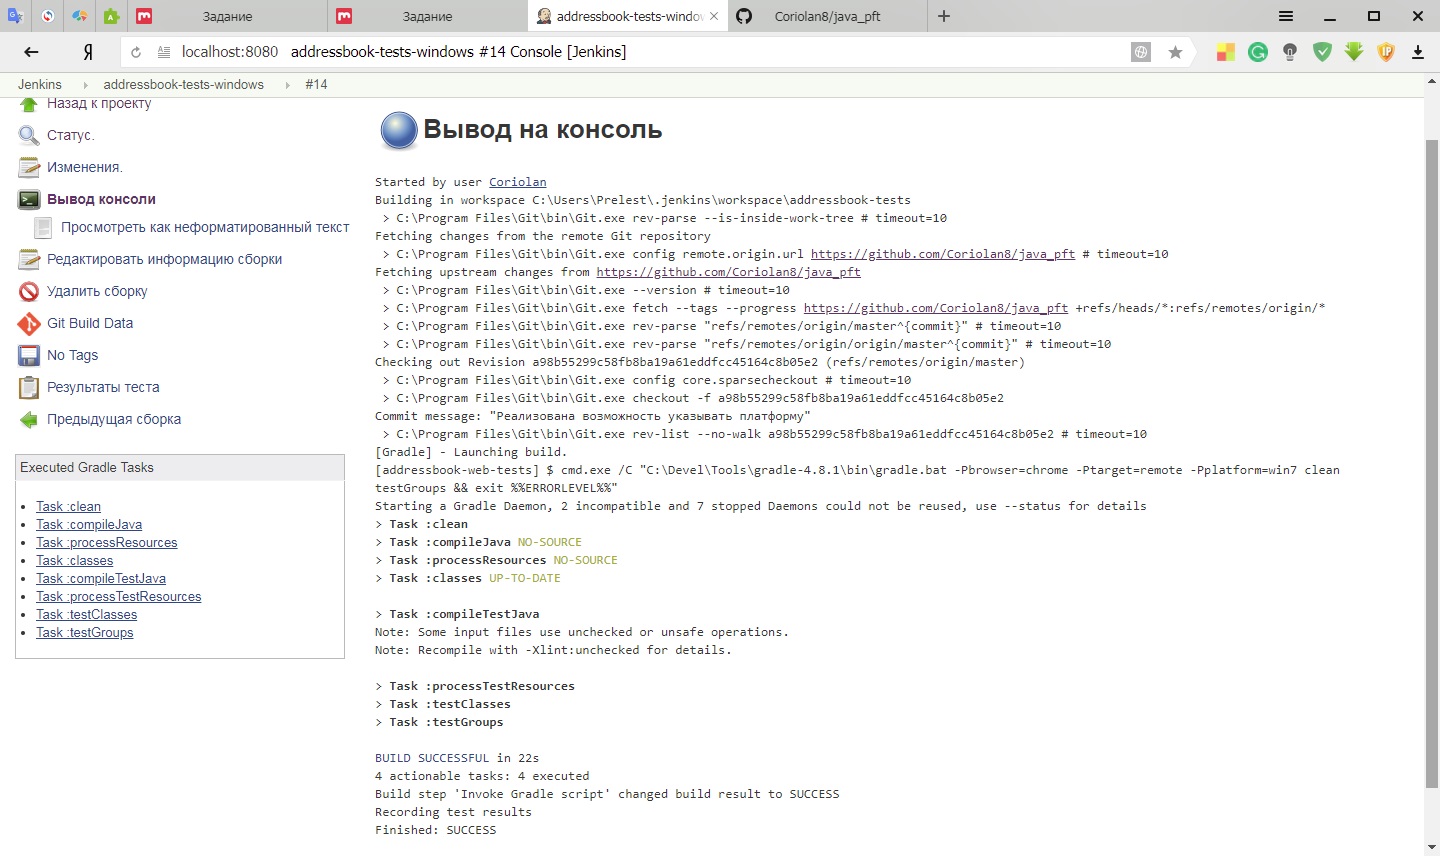 Задание
Задание
addressbook-tests-windo
Coriolan8/java_pft
Я
localhost:8080 addressbook-tests-windows #14 Console [Jenkins]
IP
Jenkins
addressbook-tests-windows
#14
Назад к проекту
Статус.
Изменения.
Вывод консоли
Просмотреть как неформатированный текст
Редактировать информацию сборки
Удалить сборку
Git Build Data
No Tags
Результаты теста
Предыдущая сборка
Executed Gradle Tasks
Task :clean
Task :compileJava
Task :processResources
Task :classes
Task :compileTestJava
Task :processTestResources
Task :testClasses
Task :testGroups
Вывод на консоль
Started by user Coriolan
Building in workspace C:\Users\Prelest\.jenkins\workspace\addressbook-tests
> C:\Program Files\Git\bin\Git.exe rev-parse --is-inside-work-tree # timeout=10
Fetching changes from the remote Git repository
> C:\Program Files\Git\bin\Git.exe config remote.origin.url https://github.com/Coriolan8/java_pft # timeout=10
Fetching upstream changes from https://github.com/Coriolan8/java_pft
> C:\Program Files\Git\bin\Git.exe --version # timeout=10
> C:\Program Files\Git\bin\Git.exe fetch --tags --progress https://github.com/Coriolan8/java_pft +refs/heads/*:refs/remotes/origin/*
> C:\Program Files\Git\bin\Git.exe rev-parse "refs/remotes/origin/master^{commit}" # timeout=10
> C:\Program Files\Git\bin\Git.exe rev-parse "refs/remotes/origin/origin/master^{commit}" # timeout=10
Checking out Revision a98b55299c58fb8ba19a61eddfcc45164c8b05e2 (refs/remotes/origin/master)
> C:\Program Files\Git\bin\Git.exe config core.sparsecheckout # timeout=10
> C:\Program Files\Git\bin\Git.exe checkout -f a98b55299c58fb8ba19a61eddfcc45164c8b05e2
Commit message: "Реализована возможность указывать платформу"
> C:\Program Files\Git\bin\Git.exe rev-list --no-walk a98b55299c58fb8ba19a61eddfcc45164c8b05e2 # timeout=10
[Gradle] - Launching build.
[addressbook-web-tests] $ cmd.exe /C "C:\Devel\Tools\gradle-4.8.1\bin\gradle.bat -Pbrowser=chrome -Ptarget=remote -Pplatform=win7 clean
testGroups && exit %%ERRORLEVEL%%"
Starting a Gradle Daemon, 2 incompatible and 7 stopped Daemons could not be reused, use --status for details
> Task :clean
> Task :compileJava NO-SOURCE
> Task :processResources NO-SOURCE
> Task :classes UP-TO-DATE
> Task :compileTestJava
Note: Some input files use unchecked or unsafe operations.
Note: Recompile with -Xlint:unchecked for details.
> Task :processTestResources
> Task :testClasses
> Task :testGroups
BUILD SUCCESSFUL in 22s
4 actionable tasks: 4 executed
Build step 'Invoke Gradle script' changed build result to SUCCESS
Recording test results
Finished: SUCCESS